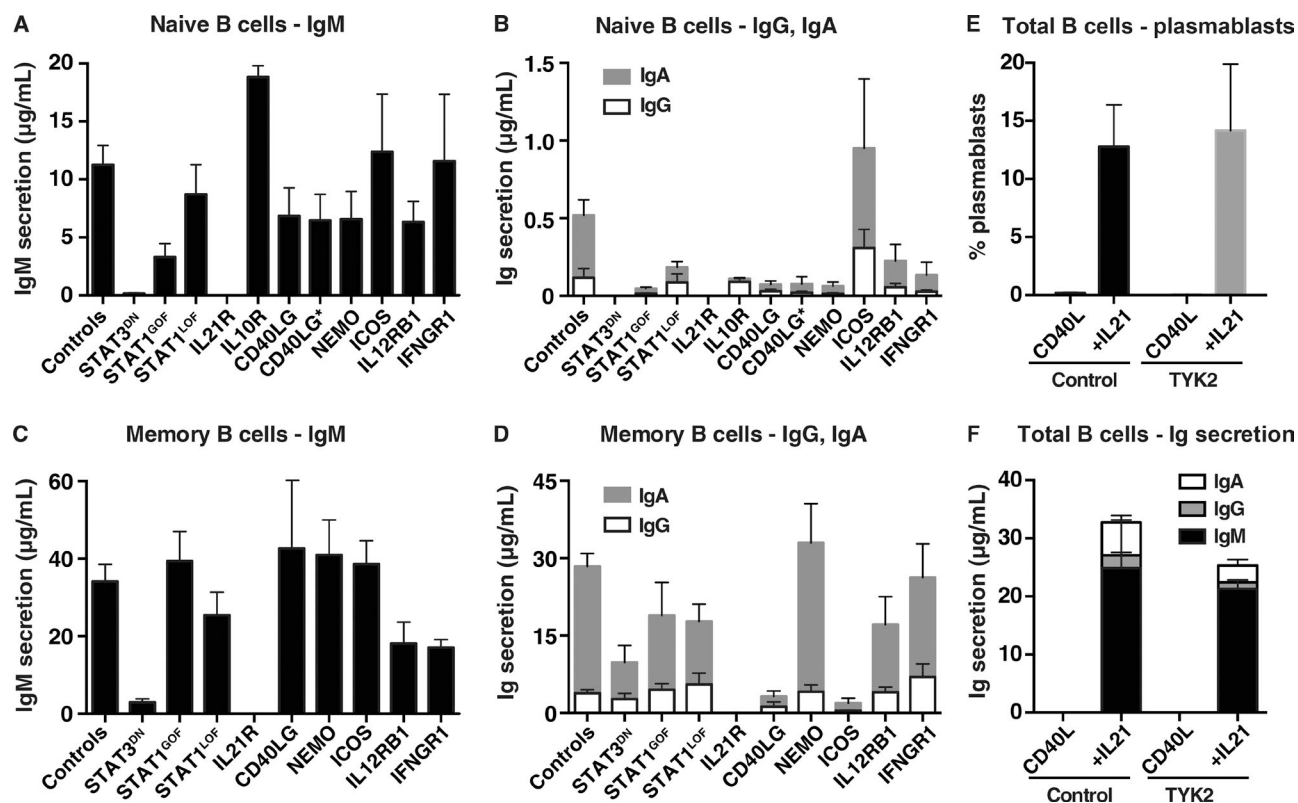 A Naive B cells - IgM
IgM secretion (µg/mL)
20
15
10
5
0
Controls
STAT3DN
STAT1GOF
STAT1LOF
IL21R
IL10R
CD40LG
CD40LG*
NEMO
ICOS
IL12RB1
IFNGR1
B Naive B cells - IgG, IgA
Ig secretion (µg/mL)
1.5
1.0
0.5
0
IgA
IgG
Controls
STAT3DN
STAT1GOF
STAT1LOF
IL21R
IL10R
CD40LG
CD40LG*
NEMO
ICOS
IL12RB1
IFNGR1
E Total B cells - plasmablasts
% plasmablasts
20
15
10
5
0
CD40L
+IL21
CD40L
+IL21
Control
TYK2
C Memory B cells - IgM
IgM secretion (µg/mL)
60
40
20
0
Controls
STAT3DN
STAT1GOF
STAT1LOF
IL21R
CD40LG
NEMO
ICOS
IL12RB1
IFNGR1
D Memory B cells - IgG, IgA
Ig secretion (µg/mL)
45
30
15
0
IgA
IgG
Controls
STAT3DN
STAT1GOF
STAT1LOF
IL21R
CD40LG
NEMO
ICOS
IL12RB1
IFNGR1
F Total B cells - Ig secretion
Ig secretion (µg/mL)
40
30
20
10
0
IgA
IgG
IgM
CD40L
+IL21
CD40L
+IL21
Control
TYK2